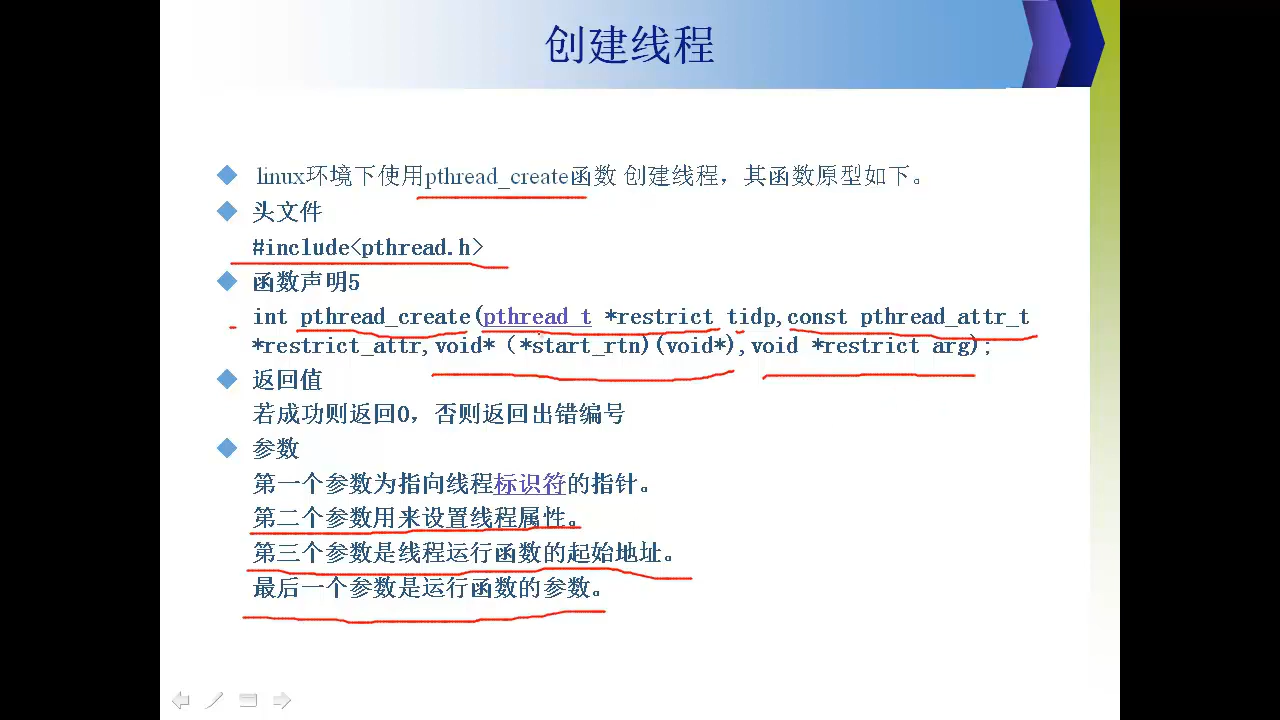 创建线程
linux环境下使用pthread_create函数 创建线程，其函数原型如下。
头文件
#include<pthread.h>
函数声明5
int pthread_create(pthread_t *restrict tidp,const pthread_attr_t
*restrict_attr,void*（*start_rtn)(void*),void *restrict arg);
返回值
若成功则返回0，否则返回出错编号
参数
第一个参数为指向线程标识符的指针。
第二个参数用来设置线程属性。
第三个参数是线程运行函数的起始地址。
最后一个参数是运行函数的参数。